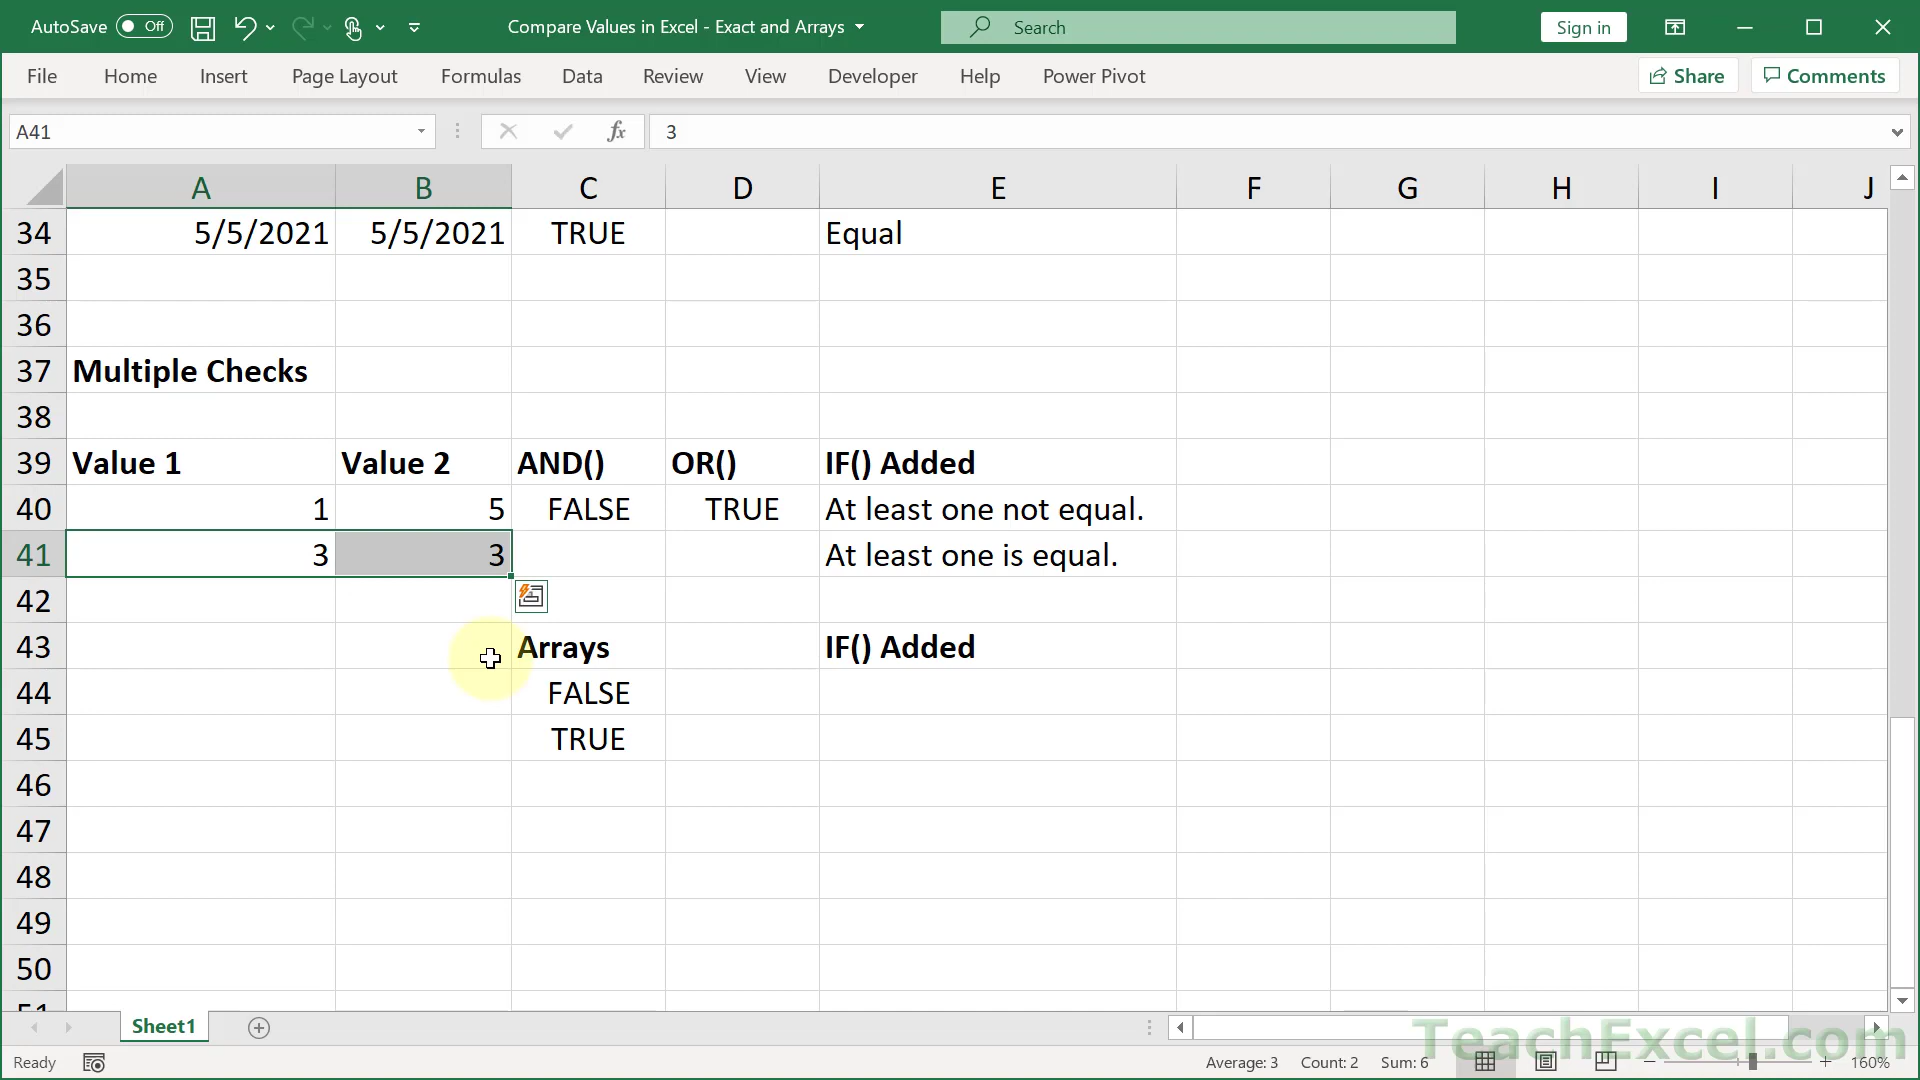 AutoSave Off Compare Values in Excel - Exact and Arrays Search Sign in
File Home Insert Page Layout Formulas Data Review View Developer Help Power Pivot Share Comments
A41 fx 3
A B C D E F G H I J
34 5/5/2021 5/5/2021 TRUE Equal
35
36
37 Multiple Checks
38
39 Value 1 Value 2 AND() OR() IF() Added
40 1 5 FALSE TRUE At least one not equal.
41 3 3 At least one is equal.
42
43 Arrays IF() Added
44 FALSE
45 TRUE
46
47
48
49
50
51
Sheet1
TeachExcel.com
Ready Average: 3 Count: 2 Sum: 6 160%